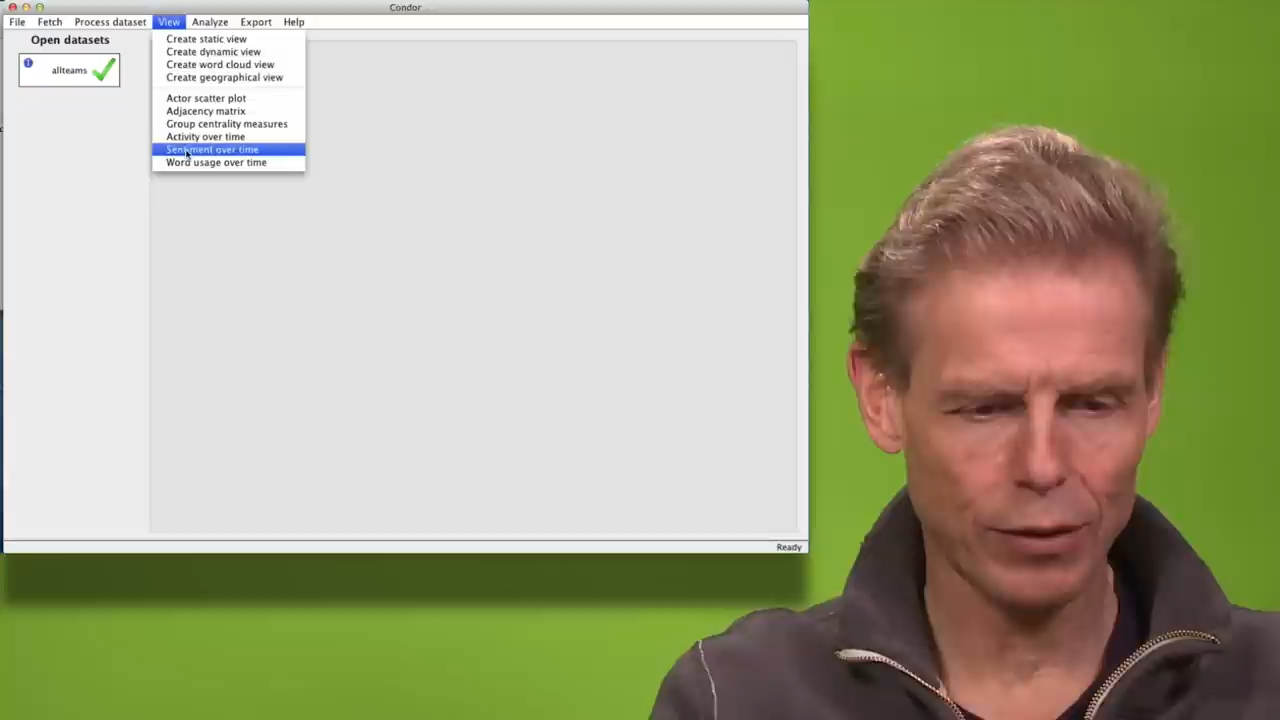 Condor
File Fetch Process dataset View Analyze Export Help
Open datasets
allteams
Create static view
Create dynamic view
Create word cloud view
Create geographical view
Actor scatter plot
Adjacency matrix
Group centrality measures
Activity over time
Sentiment over time
Word usage over time
Ready